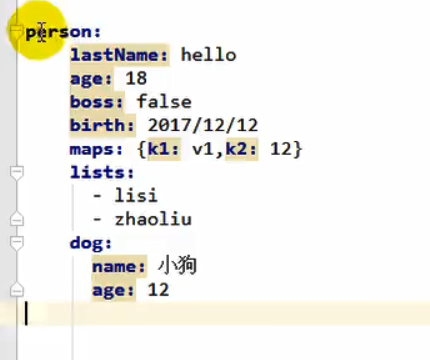 person:
lastName: hello
age: 18
boss: false
birth: 2017/12/12
maps: {k1: v1,k2: 12}
lists:
- lisi
- zhaoliu
dog:
name: 小狗
age: 12